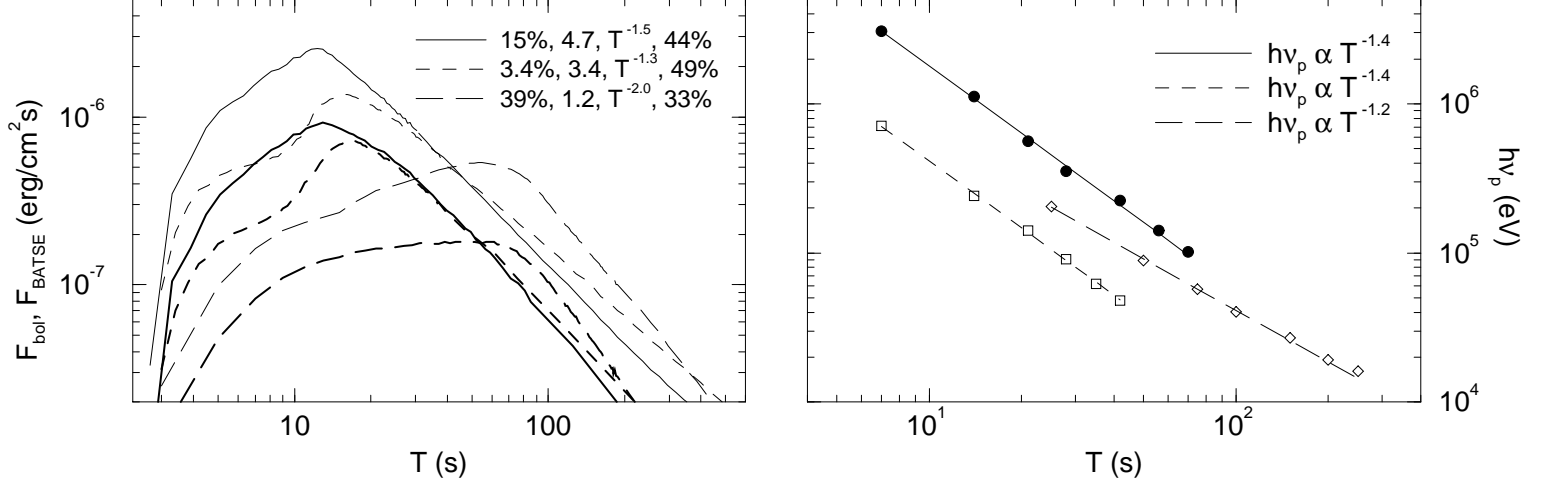 15%, 4.7, T^-1.5, 44%
3.4%, 3.4, T^-1.3, 49%
39%, 1.2, T^-2.0, 33%
10^-6
10^-7
F_bol, F_BATSE (erg/cm^2s)
10
100
T (s)
hν_p α T^-1.4
hν_p α T^-1.4
hν_p α T^-1.2
10^6
10^5
10^4
hν_p (eV)
10^1
10^2
T (s)